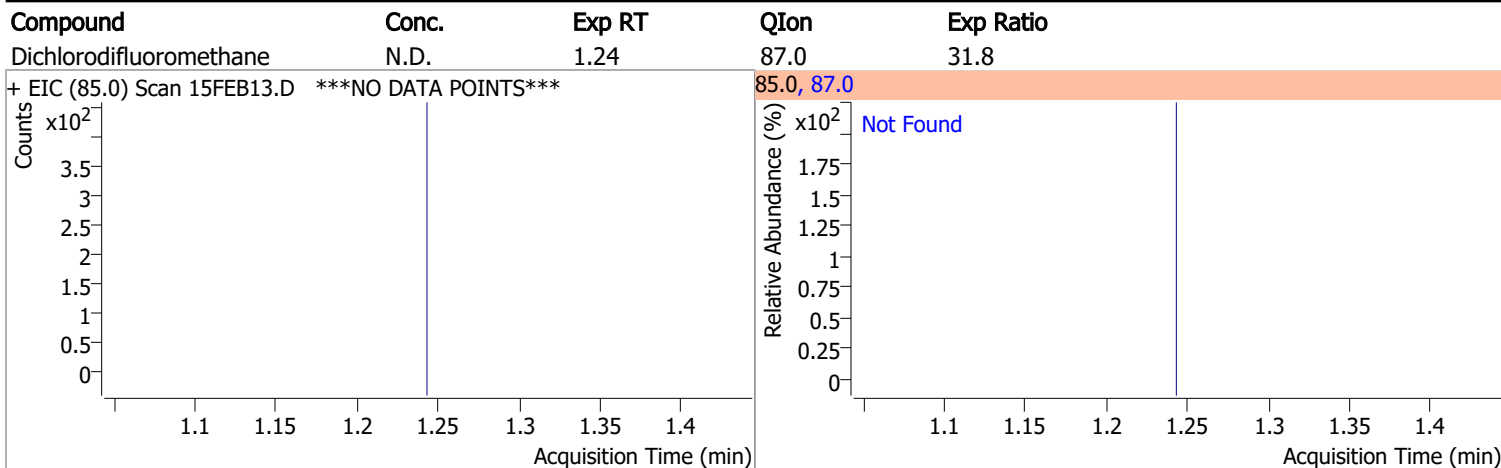 Compound Conc. Exp RT QIon Exp Ratio
Dichlorodifluoromethane N.D. 1.24 87.0 31.8
+ EIC (85.0) Scan 15FEB13.D ***NO DATA POINTS***
Counts
x10²
3.5
3
2.5
2
1.5
1
0.5
0
1.1 1.15 1.2 1.25 1.3 1.35 1.4
Acquisition Time (min)
85.0, 87.0
Relative Abundance (%)
x10²
Not Found
1.75
1.5
1.25
1
0.75
0.5
0.25
0
1.1 1.15 1.2 1.25 1.3 1.35 1.4
Acquisition Time (min)